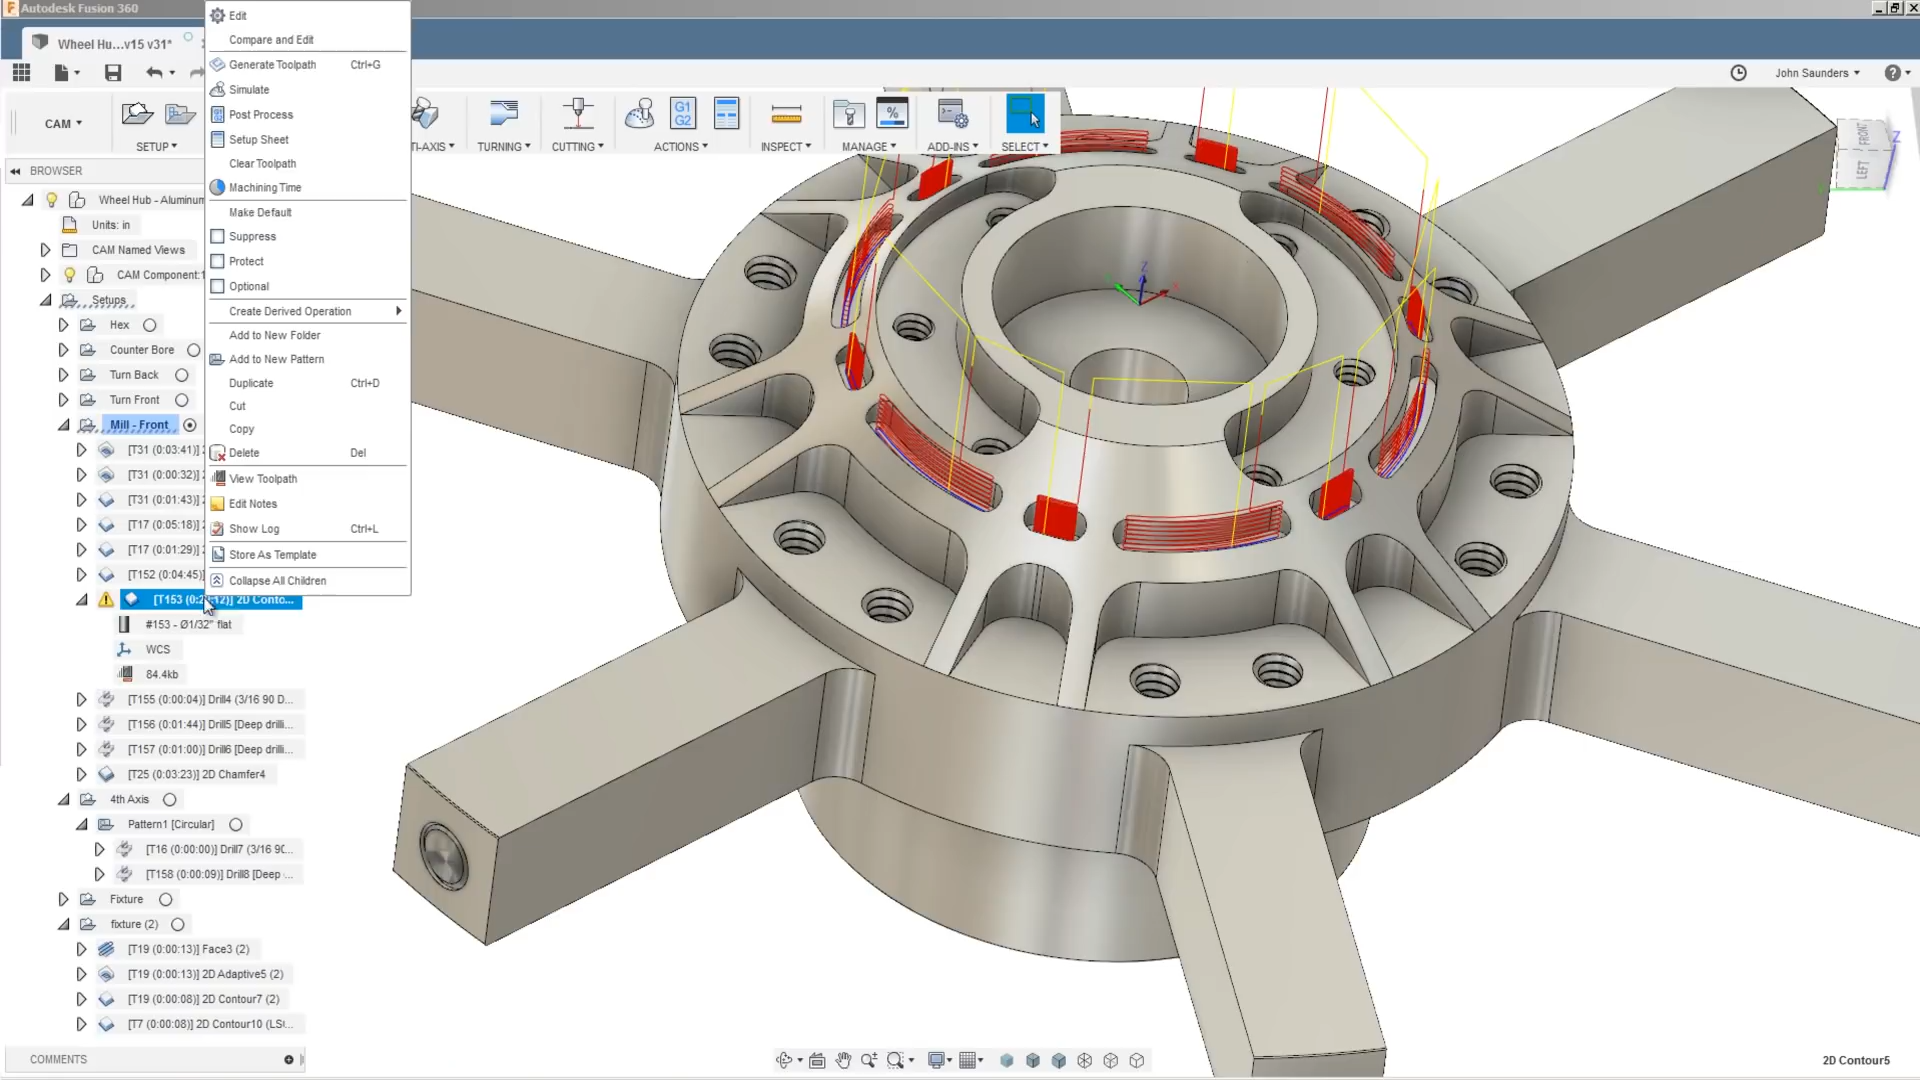 Autodesk Fusion 360
Wheel Hu...v15 v31*
John Saunders
CAM
SETUP
TI-AXIS
TURNING
CUTTING
G1
G2
ACTIONS
INSPECT
MANAGE
ADD-INS
SELECT
Edit
Compare and Edit
Generate Toolpath Ctrl+G
Simulate
Post Process
Setup Sheet
Clear Toolpath
Machining Time
Make Default
Suppress
Protect
Optional
Create Derived Operation
Add to New Folder
Add to New Pattern
Duplicate Ctrl+D
Cut
Copy
Delete Del
View Toolpath
Edit Notes
Show Log Ctrl+L
Store As Template
Collapse All Children
BROWSER
Wheel Hub - Aluminum
Units: in
CAM Named Views
CAM Component:1
Setups
Hex
Counter Bore
Turn Back
Turn Front
Mill - Front
[T31 (0:03:41)]
[T31 (0:00:32)]
[T31 (0:01:43)]
[T17 (0:05:18)]
[T17 (0:01:29)]
[T152 (0:04:45)]
2D Conto...
#153 - Ø1/32" flat
WCS
84.4kb
[T155 (0:00:04)] Drill4 (3/16 90 D...
[T156 (0:01:44)] Drill5 [Deep drilli...
[T157 (0:01:00)] Drill6 [Deep drilli...
[T25 (0:03:23)] 2D Chamfer4
4th Axis
Pattern1 [Circular]
[T16 (0:00:00)] Drill7 (3/16 90...
[T158 (0:00:09)] Drill8 [Deep ...
Fixture
fixture (2)
[T19 (0:00:13)] Face3 (2)
[T19 (0:00:13)] 2D Adaptive5 (2)
[T19 (0:00:08)] 2D Contour7 (2)
[T7 (0:00:08)] 2D Contour10 (LS(...
COMMENTS
FRONT
LEFT
Z
Z
2D Contour5